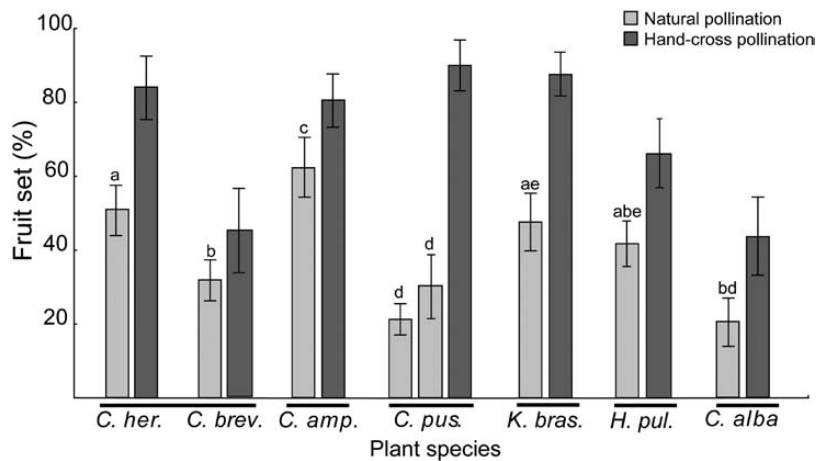 Natural pollination
Hand-cross pollination
Fruit set (%)
100
80
60
40
20
a
b
c
d
d
ae
abe
bd
C. her.
C. brev.
C. amp.
C. pus.
K. bras.
H. pul.
C. alba
Plant species